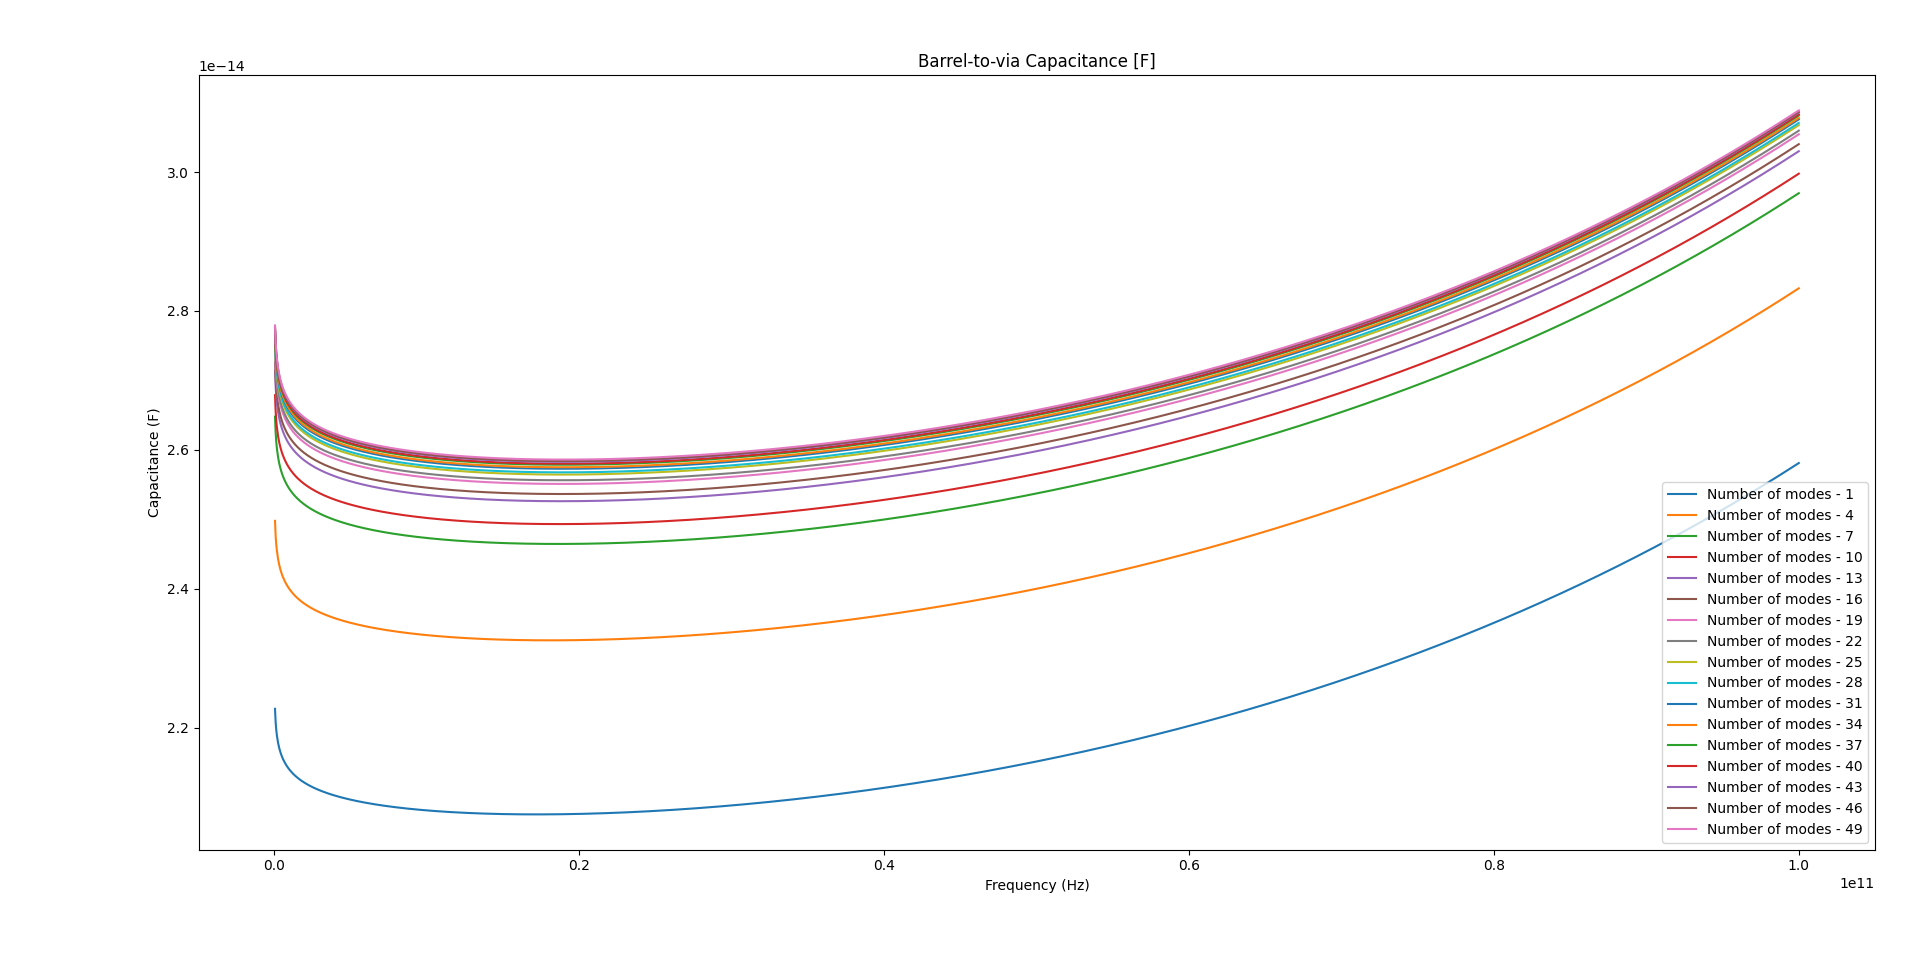 Barrel-to-via Capacitance [F]
1e−14
3.0
2.8
2.6
2.4
2.2
Capacitance (F)
0.0 0.2 0.4 0.6 0.8 1.0
1e11
Frequency (Hz)
Number of modes - 1
Number of modes - 4
Number of modes - 7
Number of modes - 10
Number of modes - 13
Number of modes - 16
Number of modes - 19
Number of modes - 22
Number of modes - 25
Number of modes - 28
Number of modes - 31
Number of modes - 34
Number of modes - 37
Number of modes - 40
Number of modes - 43
Number of modes - 46
Number of modes - 49